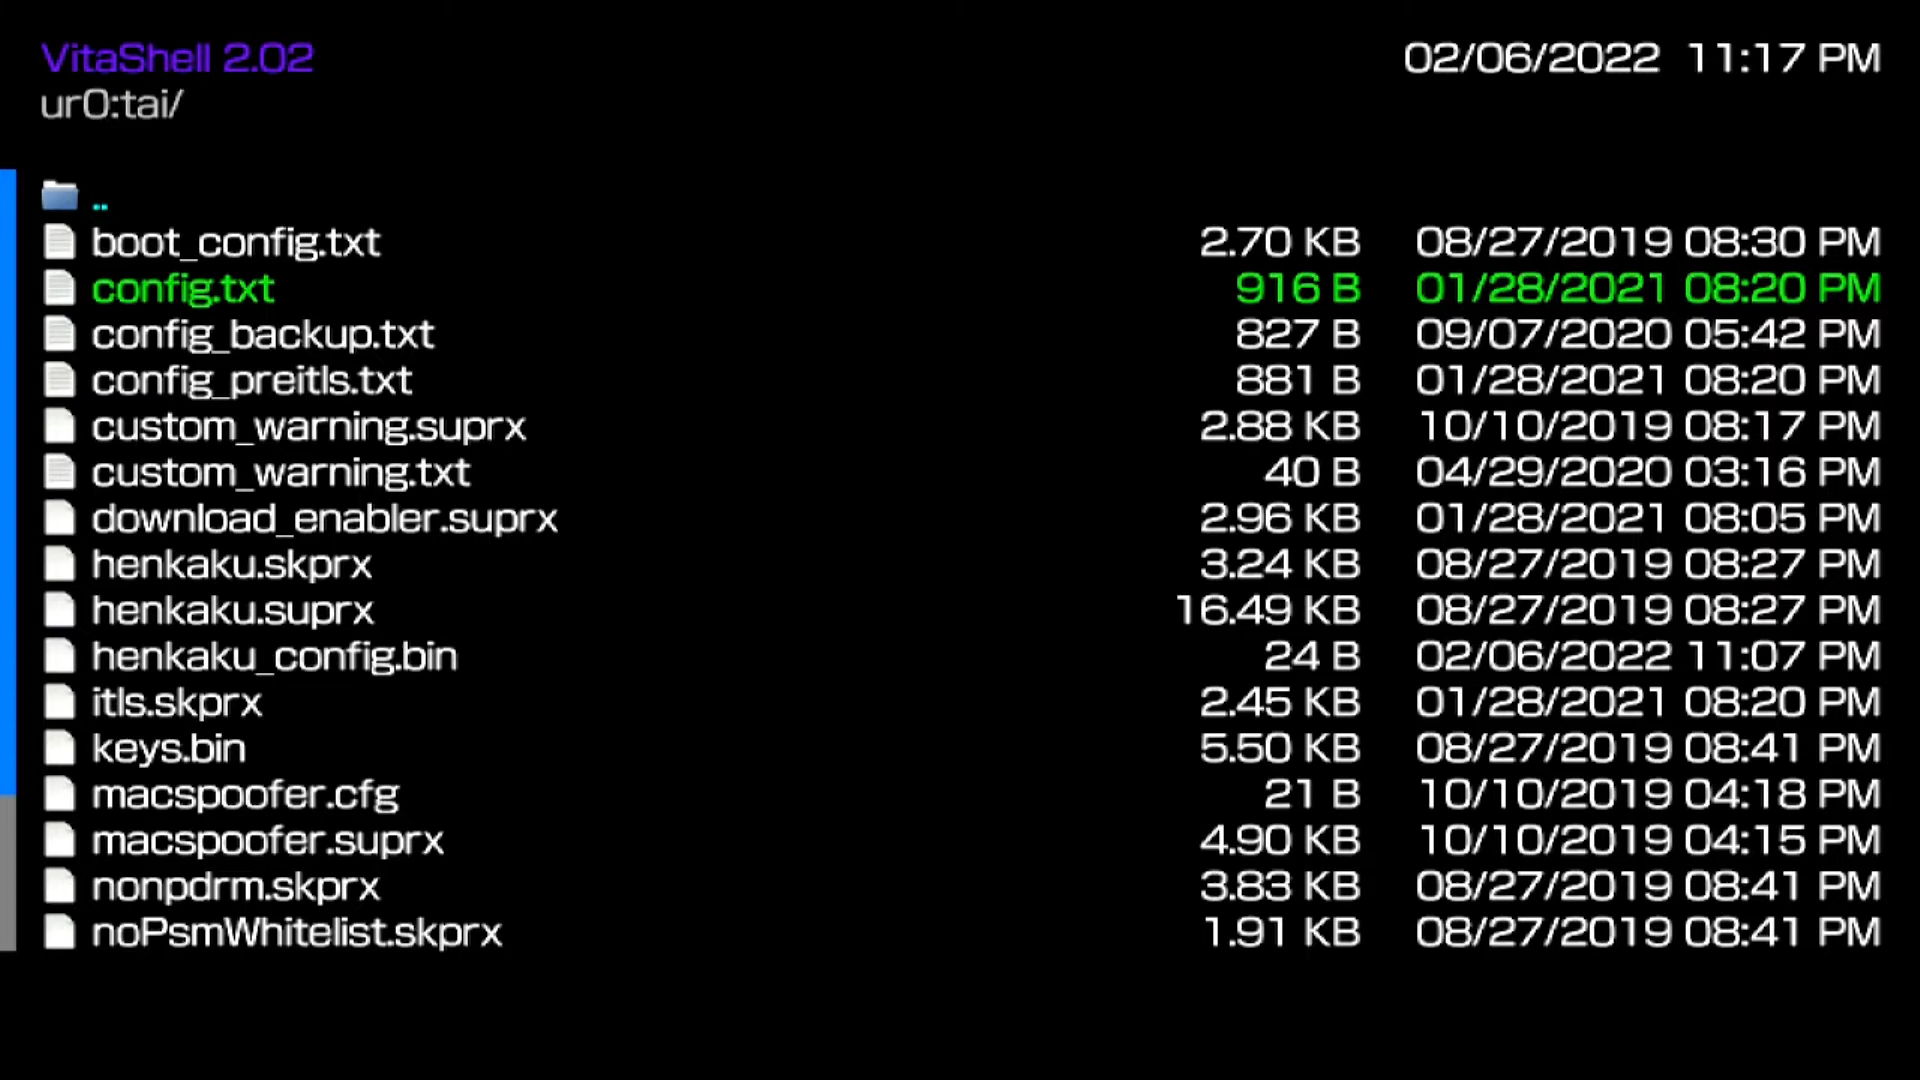 VitaShell 2.02 02/06/2022 11:17 PM
ur0:tai/
..
boot_config.txt 2.70 KB 08/27/2019 08:30 PM
config.txt 916 B 01/28/2021 08:20 PM
config_backup.txt 827 B 09/07/2020 05:42 PM
config_preitls.txt 881 B 01/28/2021 08:20 PM
custom_warning.suprx 2.88 KB 10/10/2019 08:17 PM
custom_warning.txt 40 B 04/29/2020 03:16 PM
download_enabler.suprx 2.96 KB 01/28/2021 08:05 PM
henkaku.skprx 3.24 KB 08/27/2019 08:27 PM
henkaku.suprx 16.49 KB 08/27/2019 08:27 PM
henkaku_config.bin 24 B 02/06/2022 11:07 PM
itls.skprx 2.45 KB 01/28/2021 08:20 PM
keys.bin 5.50 KB 08/27/2019 08:41 PM
macspoofer.cfg 21 B 10/10/2019 04:18 PM
macspoofer.suprx 4.90 KB 10/10/2019 04:15 PM
nonpdrm.skprx 3.83 KB 08/27/2019 08:41 PM
noPsmWhitelist.skprx 1.91 KB 08/27/2019 08:41 PM